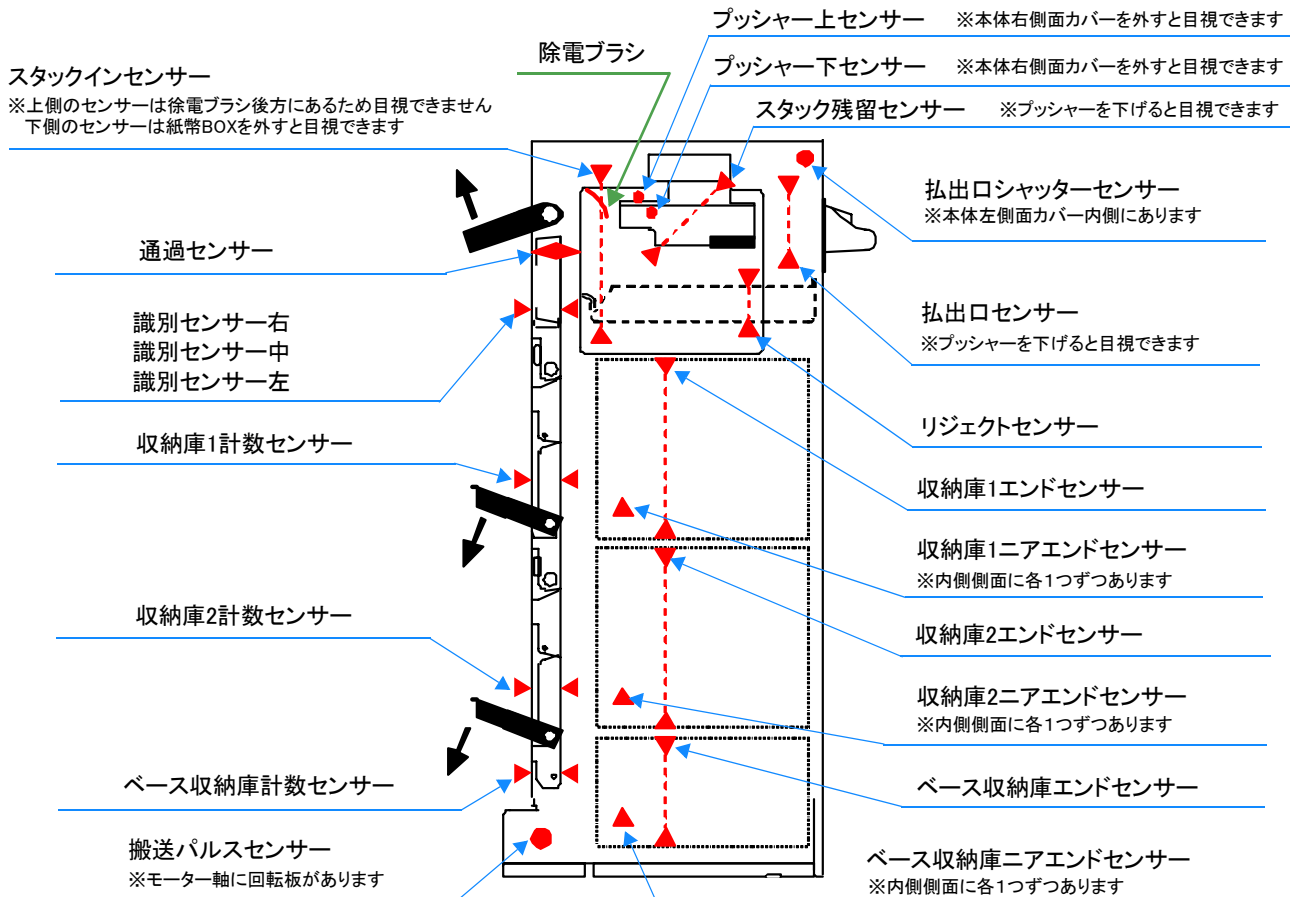 プッシャー上センサー ※本体右側面カバーを外すと目視できます
除電ブラシ
プッシャー下センサー ※本体右側面カバーを外すと目視できます
スタックインセンサー
※上側のセンサーは徐電ブラシ後方にあるため目視できません
下側のセンサーは紙幣BOXを外すと目視できます
スタック残留センサー ※プッシャーを下げると目視できます
払出口シャッターセンサー
※本体左側面カバー内側にあります
通過センサー
識別センサー右
識別センサー中
識別センサー左
払出口センサー
※プッシャーを下げると目視できます
収納庫1計数センサー
リジェクトセンサー
収納庫1エンドセンサー
収納庫1ニアエンドセンサー
※内側側面に各1つずつあります
収納庫2計数センサー
収納庫2エンドセンサー
収納庫2ニアエンドセンサー
※内側側面に各1つずつあります
ベース収納庫計数センサー
ベース収納庫エンドセンサー
搬送パルスセンサー
※モーター軸に回転板があります
ベース収納庫ニアエンドセンサー
※内側側面に各1つずつあります